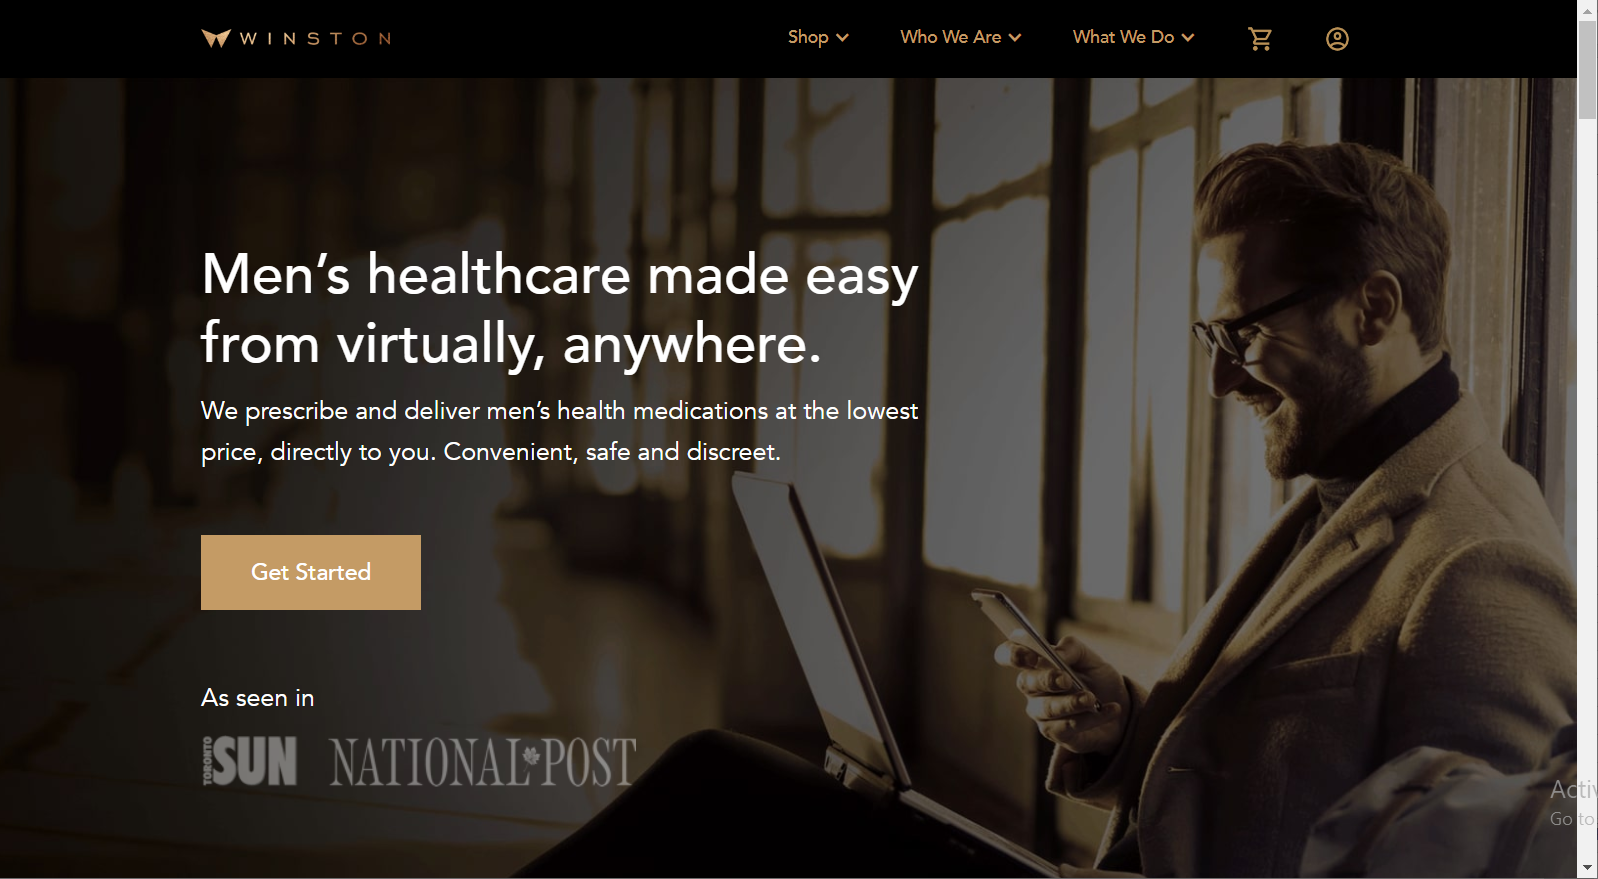 WINSTON
Shop
Who We Are
What We Do
Men’s healthcare made easy
from virtually, anywhere.
We prescribe and deliver men’s health medications at the lowest
price, directly to you. Convenient, safe and discreet.
Get Started
As seen in
TORONTO SUN
NATIONAL POST
Go to